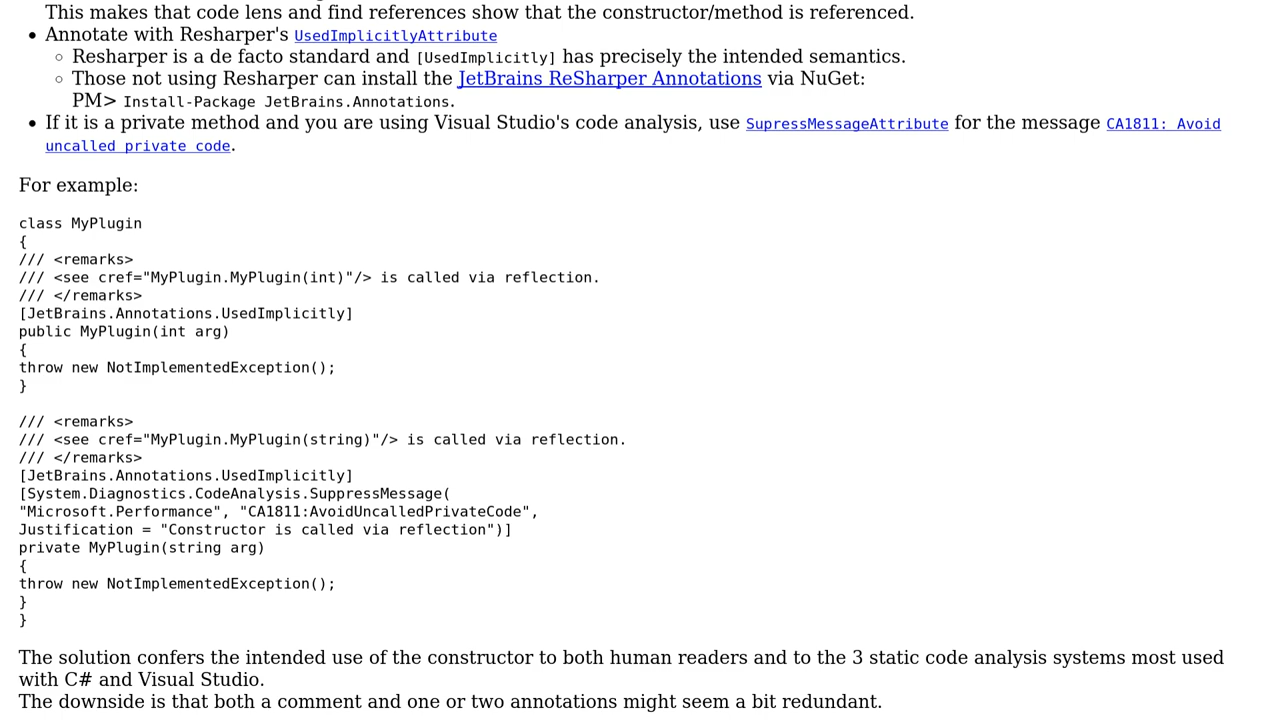 This makes that code lens and find references show that the constructor/method is referenced.
• Annotate with Resharper's UsedImplicitlyAttribute
◦ Resharper is a de facto standard and [UsedImplicitly] has precisely the intended semantics.
◦ Those not using Resharper can install the JetBrains ReSharper Annotations via NuGet:
PM> Install-Package JetBrains.Annotations.
• If it is a private method and you are using Visual Studio's code analysis, use SupressMessageAttribute for the message CA1811: Avoid
uncalled private code.
For example:
class MyPlugin
{
/// <remarks>
/// <see cref="MyPlugin.MyPlugin(int)"/> is called via reflection.
/// </remarks>
[JetBrains.Annotations.UsedImplicitly]
public MyPlugin(int arg)
{
throw new NotImplementedException();
}
/// <remarks>
/// <see cref="MyPlugin.MyPlugin(string)"/> is called via reflection.
/// </remarks>
[JetBrains.Annotations.UsedImplicitly]
[System.Diagnostics.CodeAnalysis.SuppressMessage(
"Microsoft.Performance", "CA1811:AvoidUncalledPrivateCode",
Justification = "Constructor is called via reflection")]
private MyPlugin(string arg)
{
throw new NotImplementedException();
}
}
The solution confers the intended use of the constructor to both human readers and to the 3 static code analysis systems most used
with C# and Visual Studio.
The downside is that both a comment and one or two annotations might seem a bit redundant.